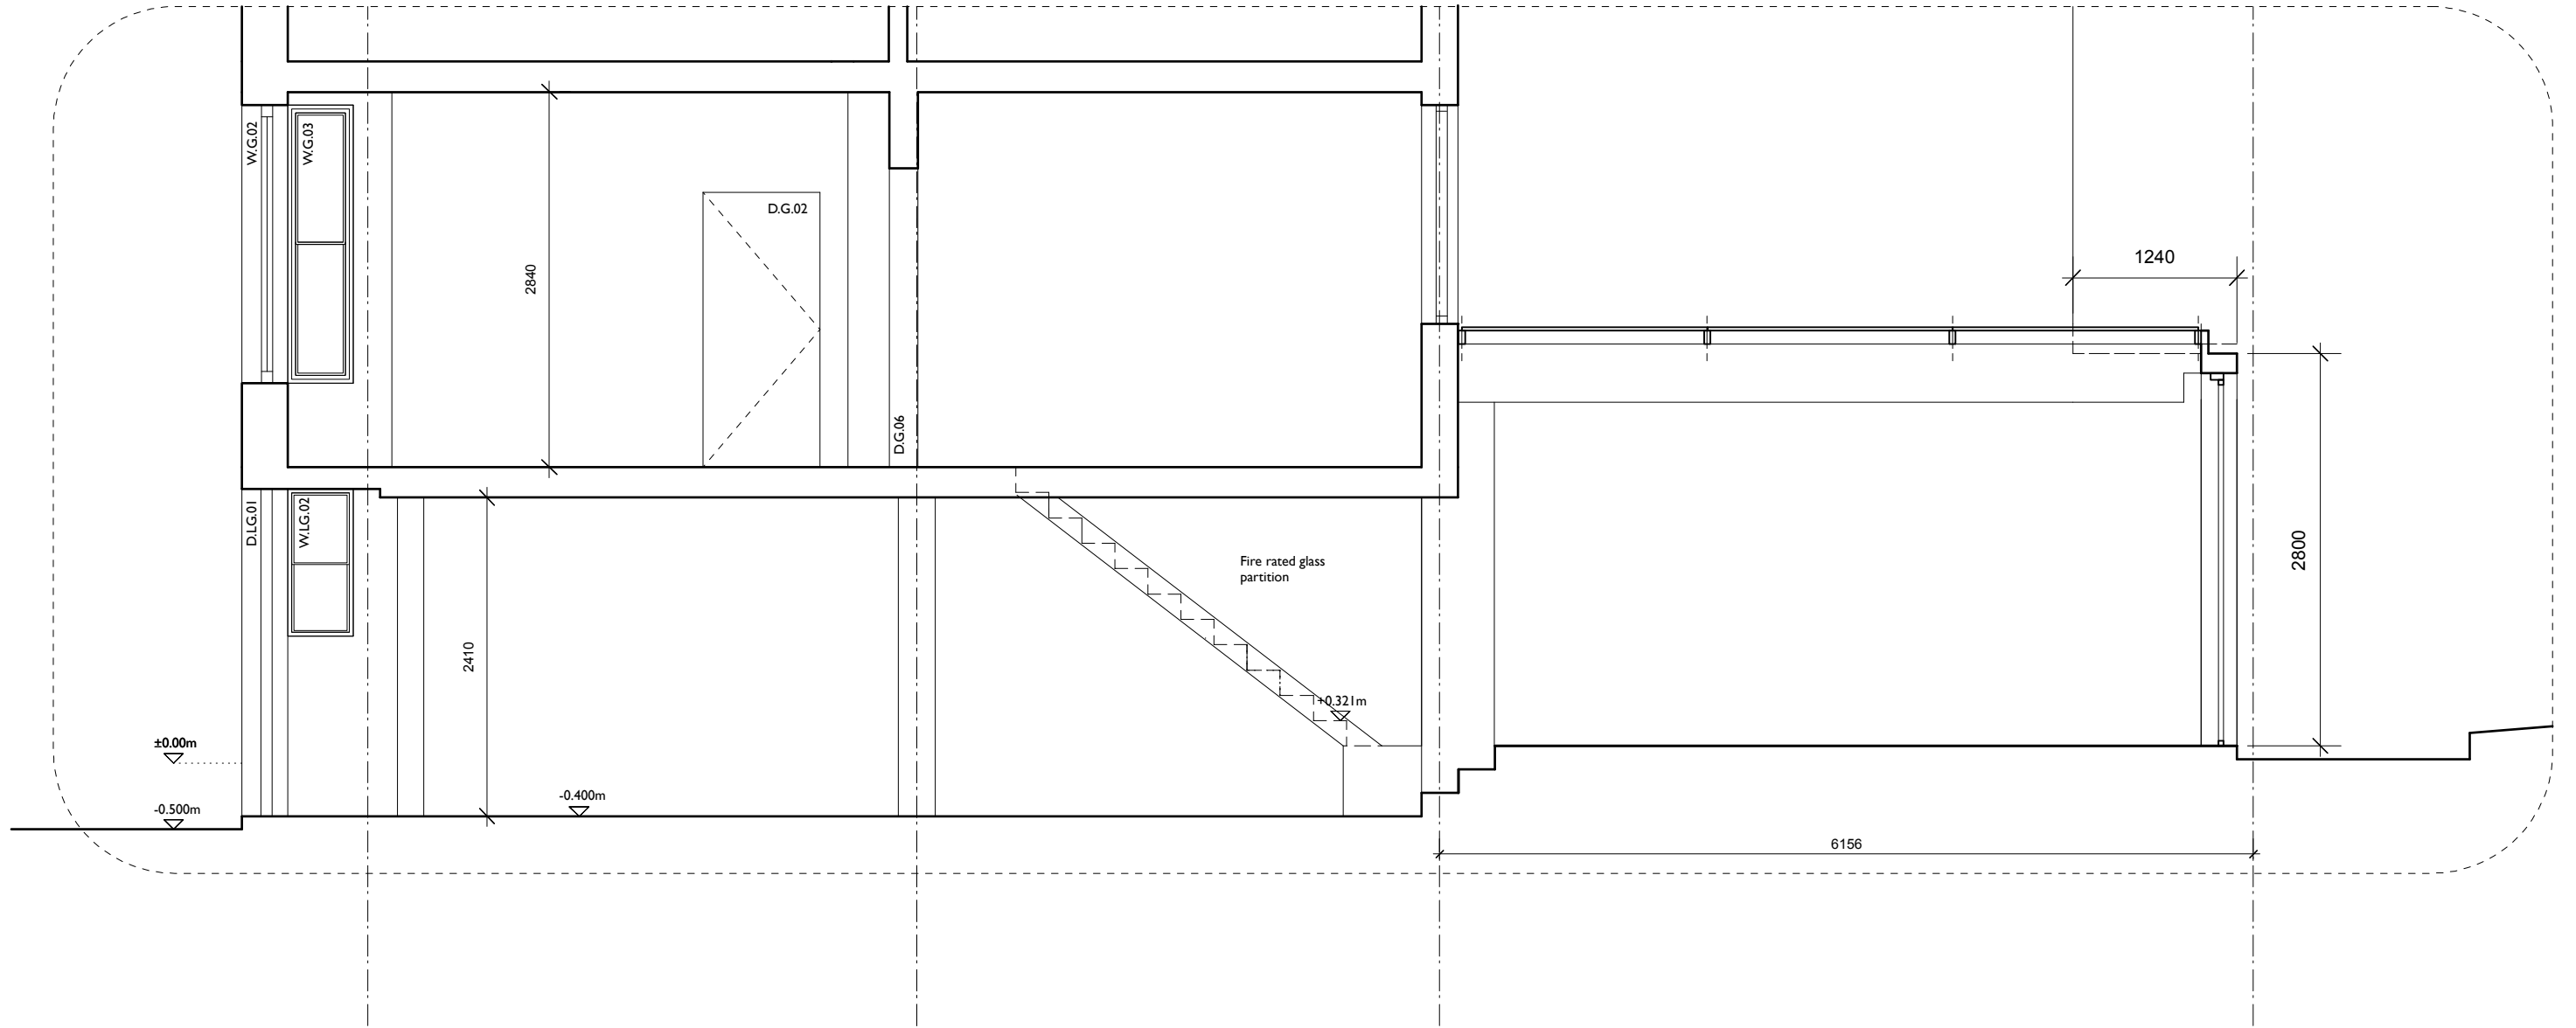 W.G.02
W.G.03
D.G.02
2840
1240
D.G.06
D.LG.01
W.LG.02
Fire rated glass
partition
2800
2410
+0.321m
±0.00m
-0.500m
-0.400m
6156